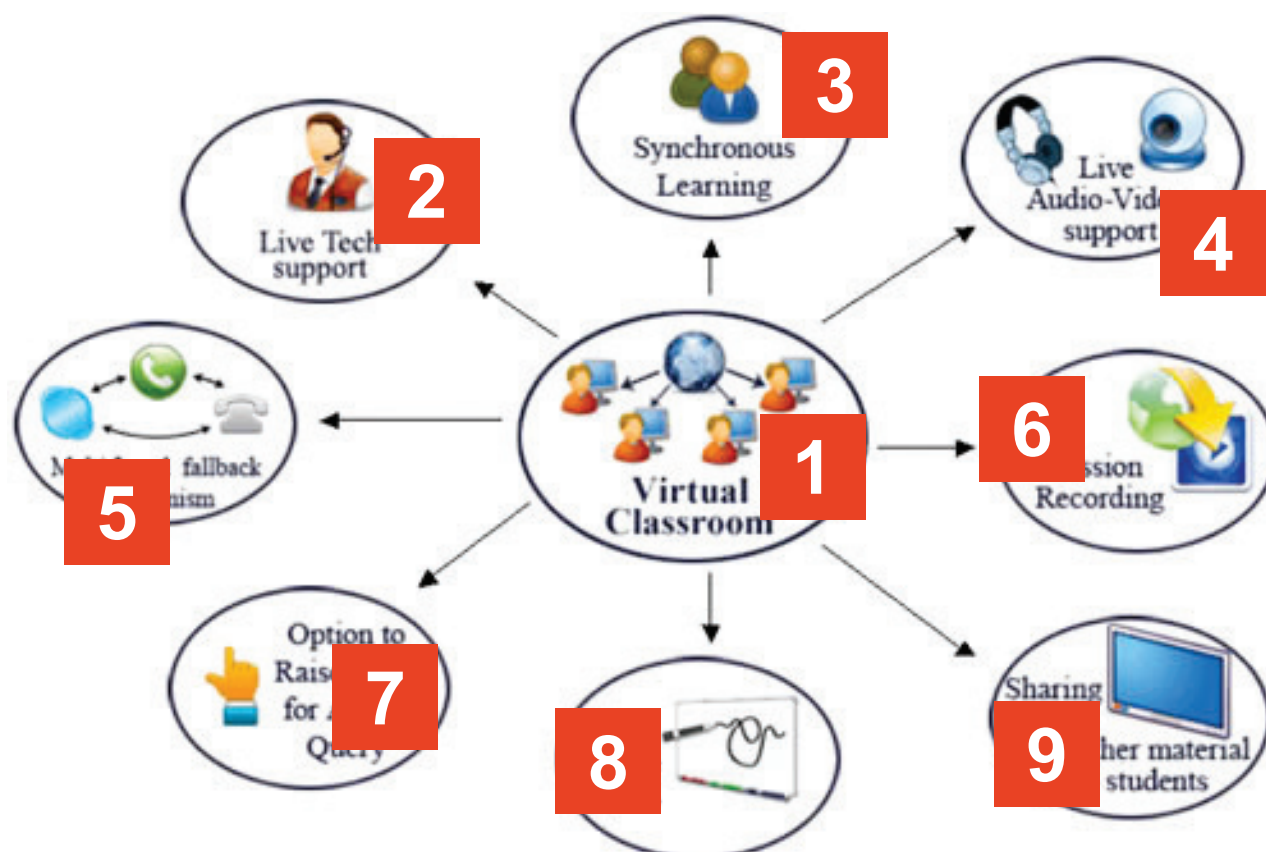 3
Synchronous
Learning
2
Live Tech
support
Live
Audio-Vid
support
4
5
fallback
nism
1
Virtual
Classroom
6
ssion
Recording
7
Option to
Rais
for
Query
8
9
Sharing
her material
students